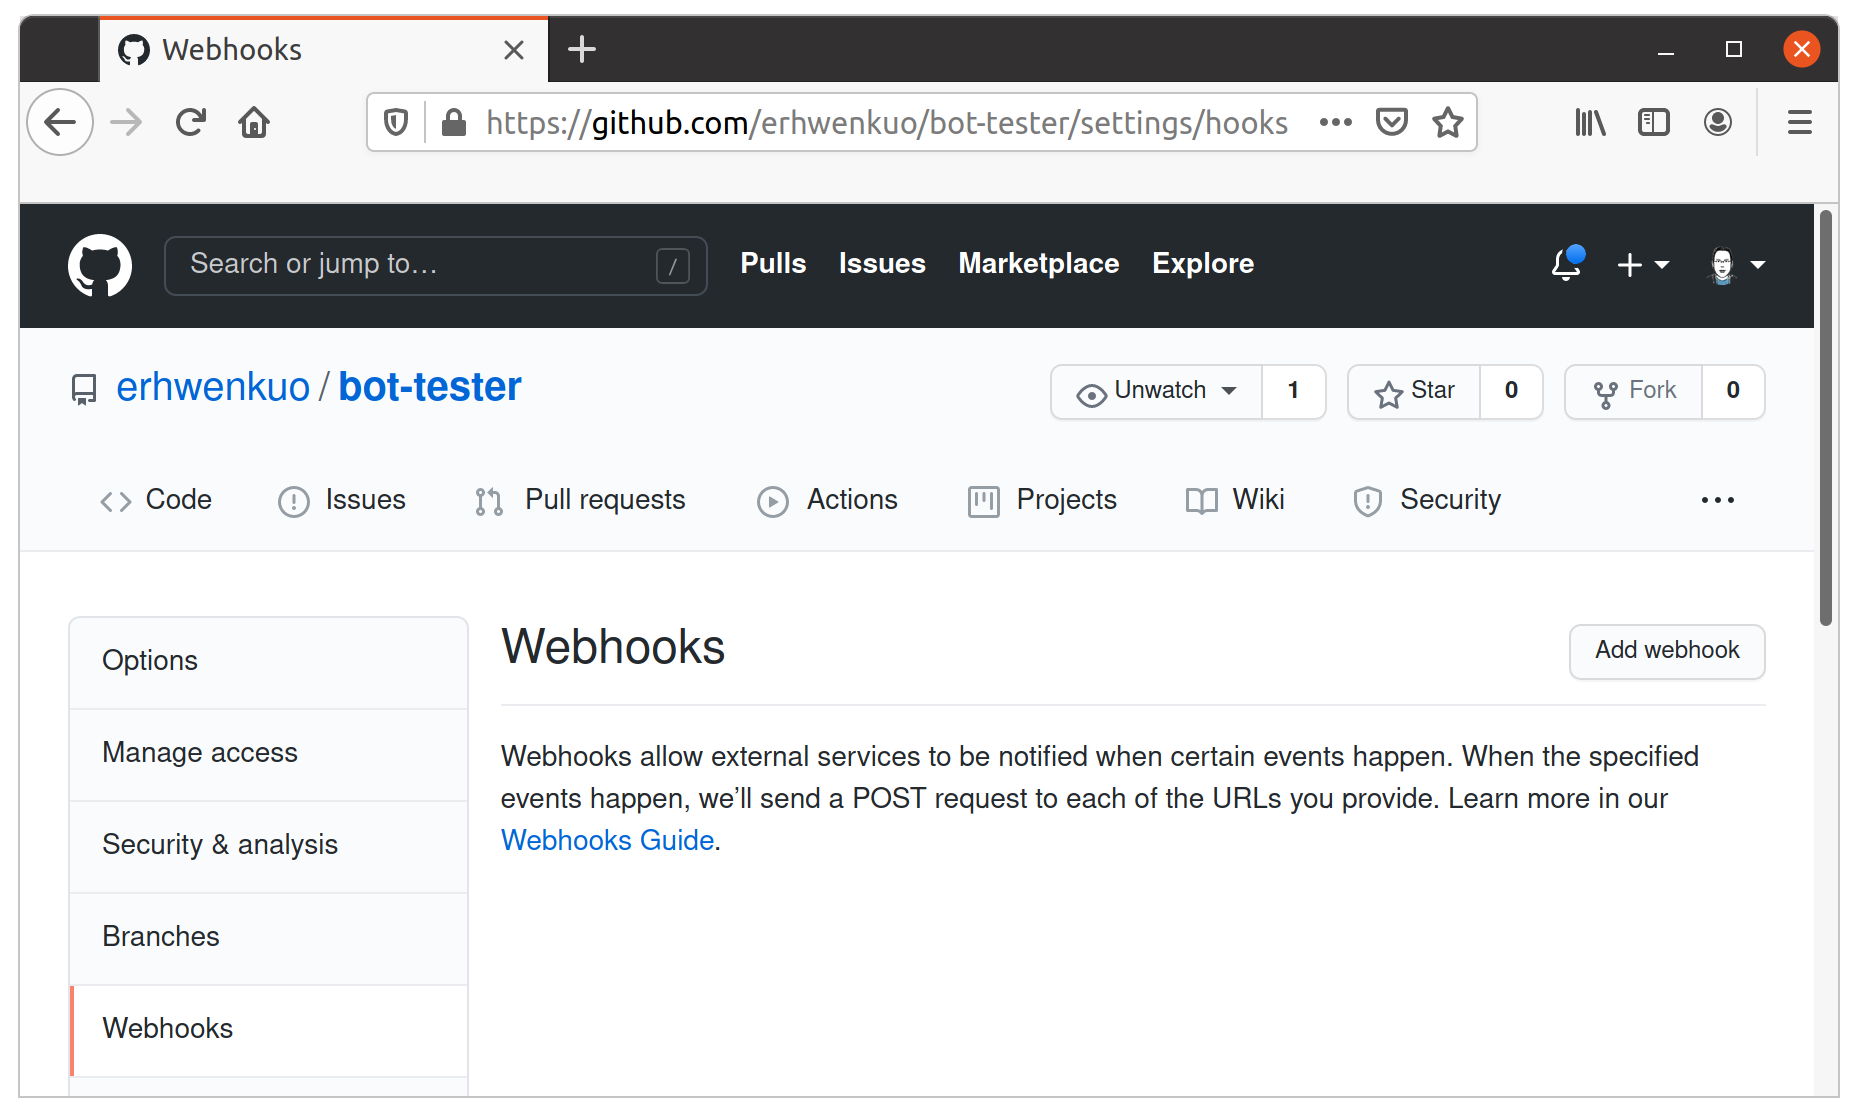 Webhooks
https://github.com/erhwenkuo/bot-tester/settings/hooks
Search or jump to… / Pulls Issues Marketplace Explore
erhwenkuo / bot-tester Unwatch 1 Star 0 Fork 0
Code Issues Pull requests Actions Projects Wiki Security
Options
Manage access
Security & analysis
Branches
Webhooks
Webhooks Add webhook
Webhooks allow external services to be notified when certain events happen. When the specified
events happen, we’ll send a POST request to each of the URLs you provide. Learn more in our
Webhooks Guide.